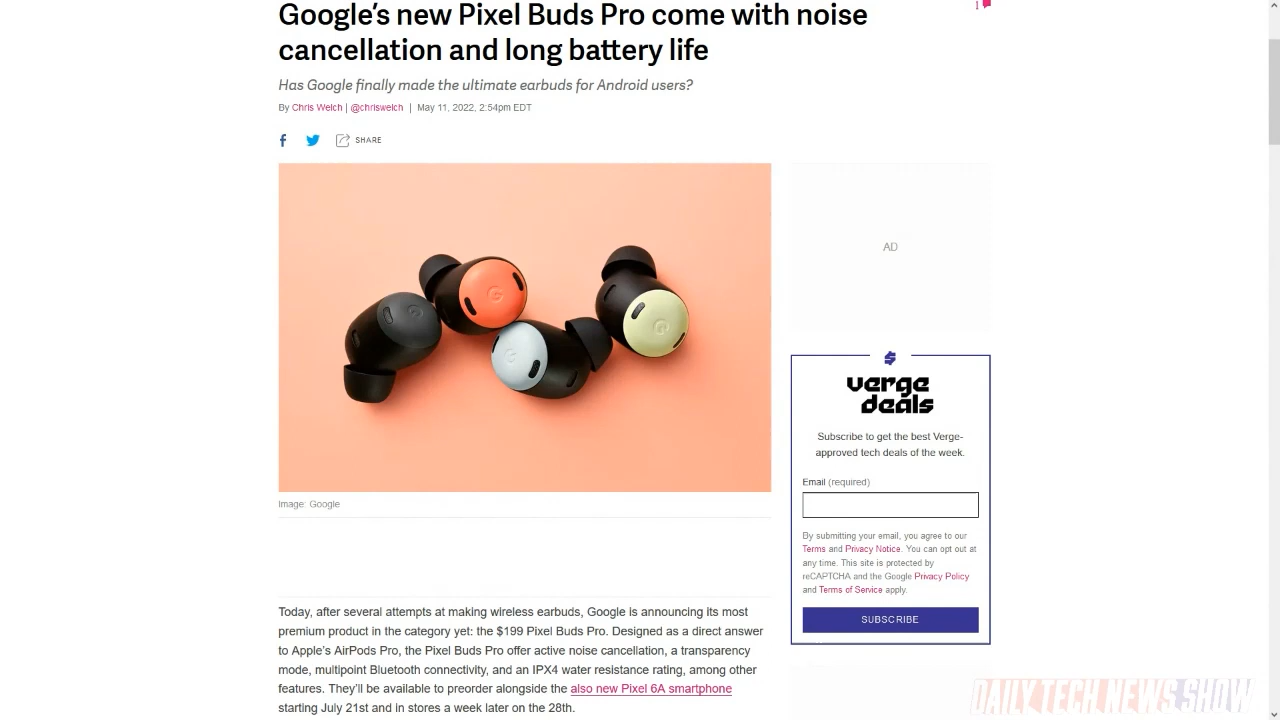 Google's new Pixel Buds Pro come with noise
cancellation and long battery life
1
Has Google finally made the ultimate earbuds for Android users?
By Chris Welch | @chriswelch | May 11, 2022, 2:54pm EDT
SHARE
AD
verge
deals
Subscribe to get the best Verge-
approved tech deals of the week.
Email (required)
By submitting your email, you agree to our
Terms and Privacy Notice. You can opt out at
any time. This site is protected by
reCAPTCHA and the Google Privacy Policy
and Terms of Service apply.
SUBSCRIBE
Image: Google
Today, after several attempts at making wireless earbuds, Google is announcing its most
premium product in the category yet: the $199 Pixel Buds Pro. Designed as a direct answer
to Apple's AirPods Pro, the Pixel Buds Pro offer active noise cancellation, a transparency
mode, multipoint Bluetooth connectivity, and an IPX4 water resistance rating, among other
features. They'll be available to preorder alongside the also new Pixel 6A smartphone
starting July 21st and in stores a week later on the 28th.
DAILY TECH NEWS SHOW